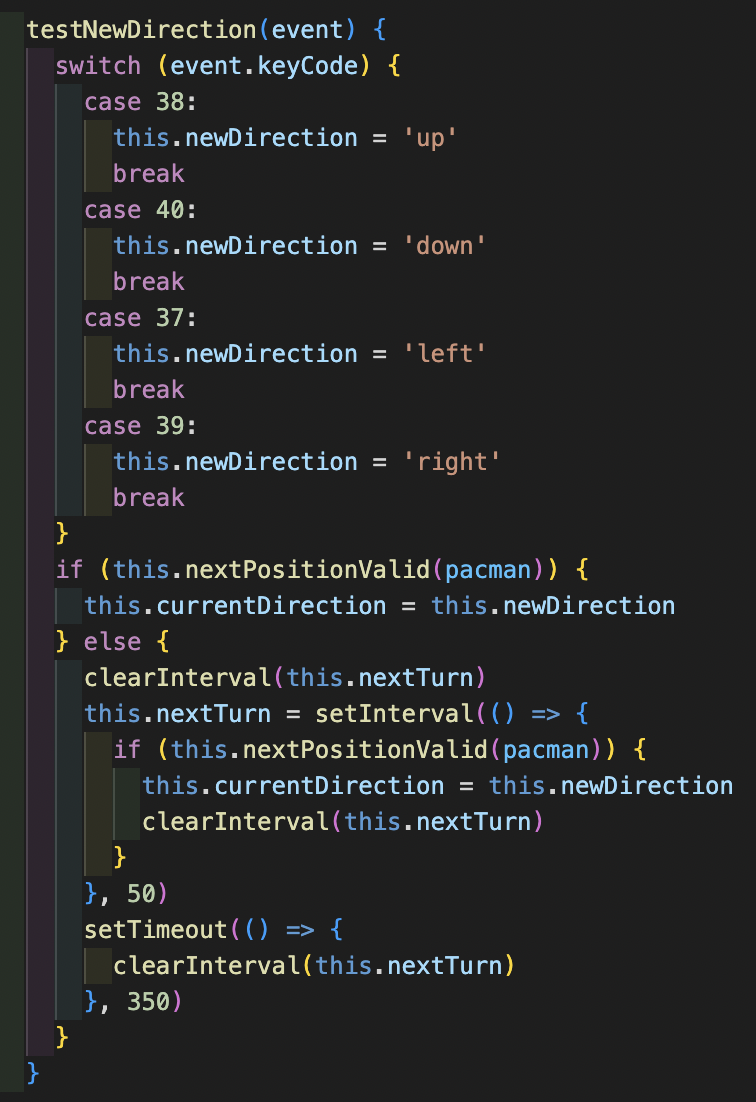 testNewDirection(event) {
  switch (event.keyCode) {
    case 38:
      this.newDirection = 'up'
      break
    case 40:
      this.newDirection = 'down'
      break
    case 37:
      this.newDirection = 'left'
      break
    case 39:
      this.newDirection = 'right'
      break
  }
  if (this.nextPositionValid(pacman)) {
    this.currentDirection = this.newDirection
  } else {
    clearInterval(this.nextTurn)
    this.nextTurn = setInterval(() => {
      if (this.nextPositionValid(pacman)) {
        this.currentDirection = this.newDirection
        clearInterval(this.nextTurn)
      }
    }, 50)
    setTimeout(() => {
      clearInterval(this.nextTurn)
    }, 350)
  }
}